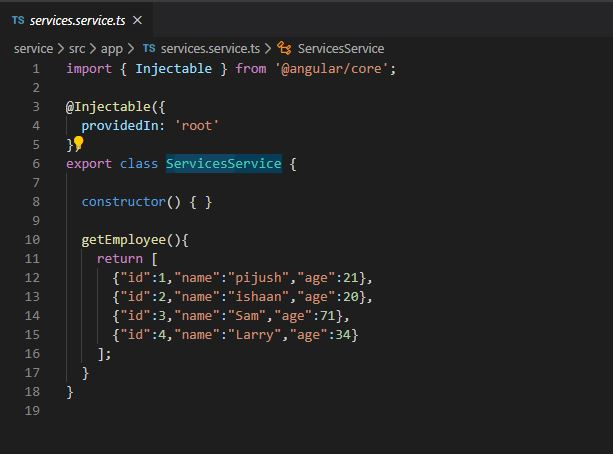 TS services.service.ts ×
service > src > app > TS services.service.ts > ServicesService
1 import { Injectable } from '@angular/core';
2
3 @Injectable({
4 providedIn: 'root'
5 })
6 export class ServicesService {
7
8 constructor() { }
9
10 getEmployee(){
11 return [
12 {"id":1,"name":"pijush","age":21},
13 {"id":2,"name":"ishaan","age":20},
14 {"id":3,"name":"Sam","age":71},
15 {"id":4,"name":"Larry","age":34}
16 ];
17 }
18 }
19